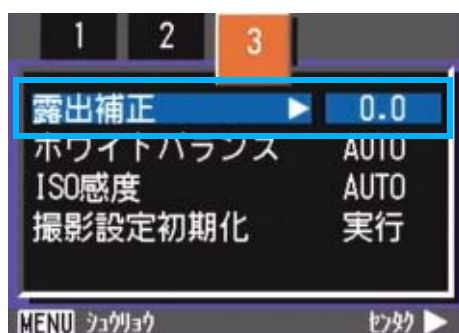 1 2 3
露出補正 ▶ 0.0
ホワイトバランス AUTO
ISO感度 AUTO
撮影設定初期化 実行
MENU ｼｭｳﾘｮｳ ｾﾝﾀｸ ▶